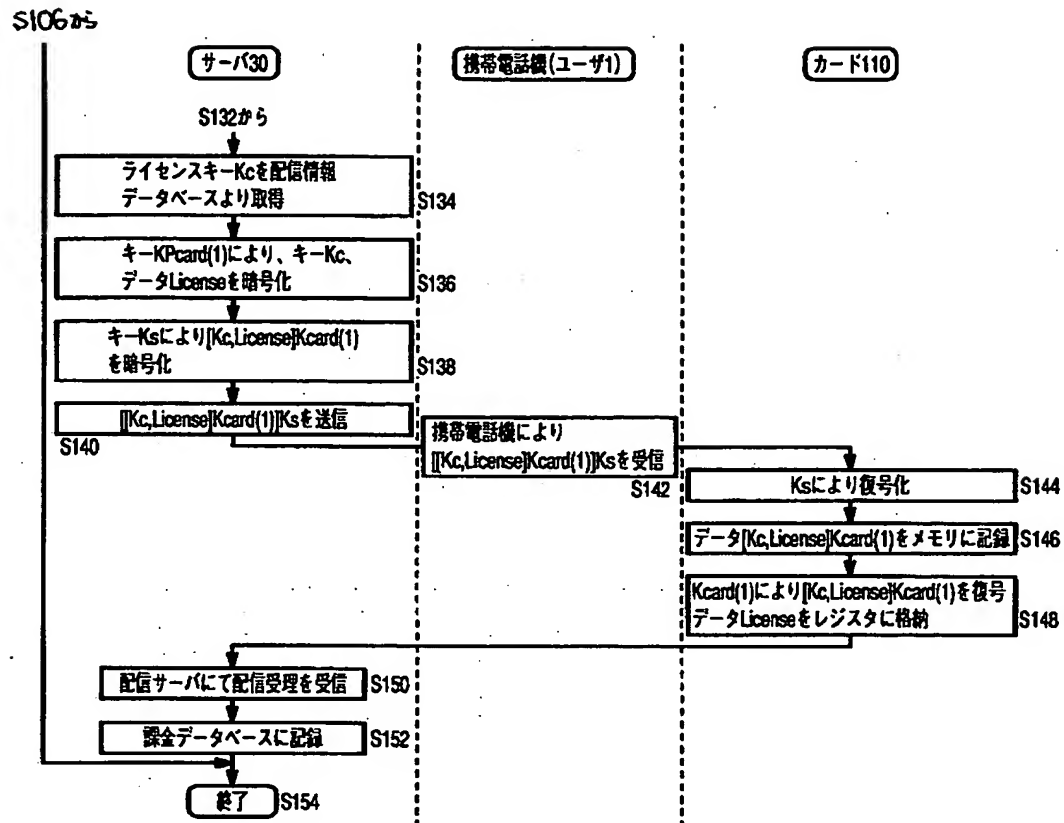 S106から
サーバ30
携帯電話機(ユーザ1)
カード110
S132から
ライセンスキーKcを配信情報
データベースより取得
S134
キーKPcard(1)により、キーKc、
データLicenseを暗号化
S136
キーKsにより[Kc,License]Kcard(1)
を暗号化
S138
[[Kc,License]Kcard(1)]Ksを送信
S140
携帯電話機により
[[Kc,License]Kcard(1)]Ksを受信
S142
Ksにより復号化
S144
データ[Kc,License]Kcard(1)をメモリに記録
S146
Kcard(1)により[Kc,License]Kcard(1)を復号
データLicenseをレジスタに格納
S148
配信サーバにて配信受理を受信
S150
課金データベースに記録
S152
終了
S154